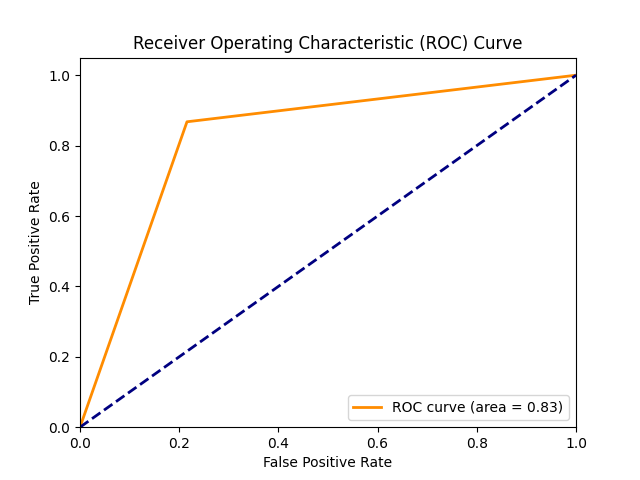 Receiver Operating Characteristic (ROC) Curve
1.0
0.8
0.6
0.4
0.2
0.0
True Positive Rate
ROC curve (area = 0.83)
0.0 0.2 0.4 0.6 0.8 1.0
False Positive Rate